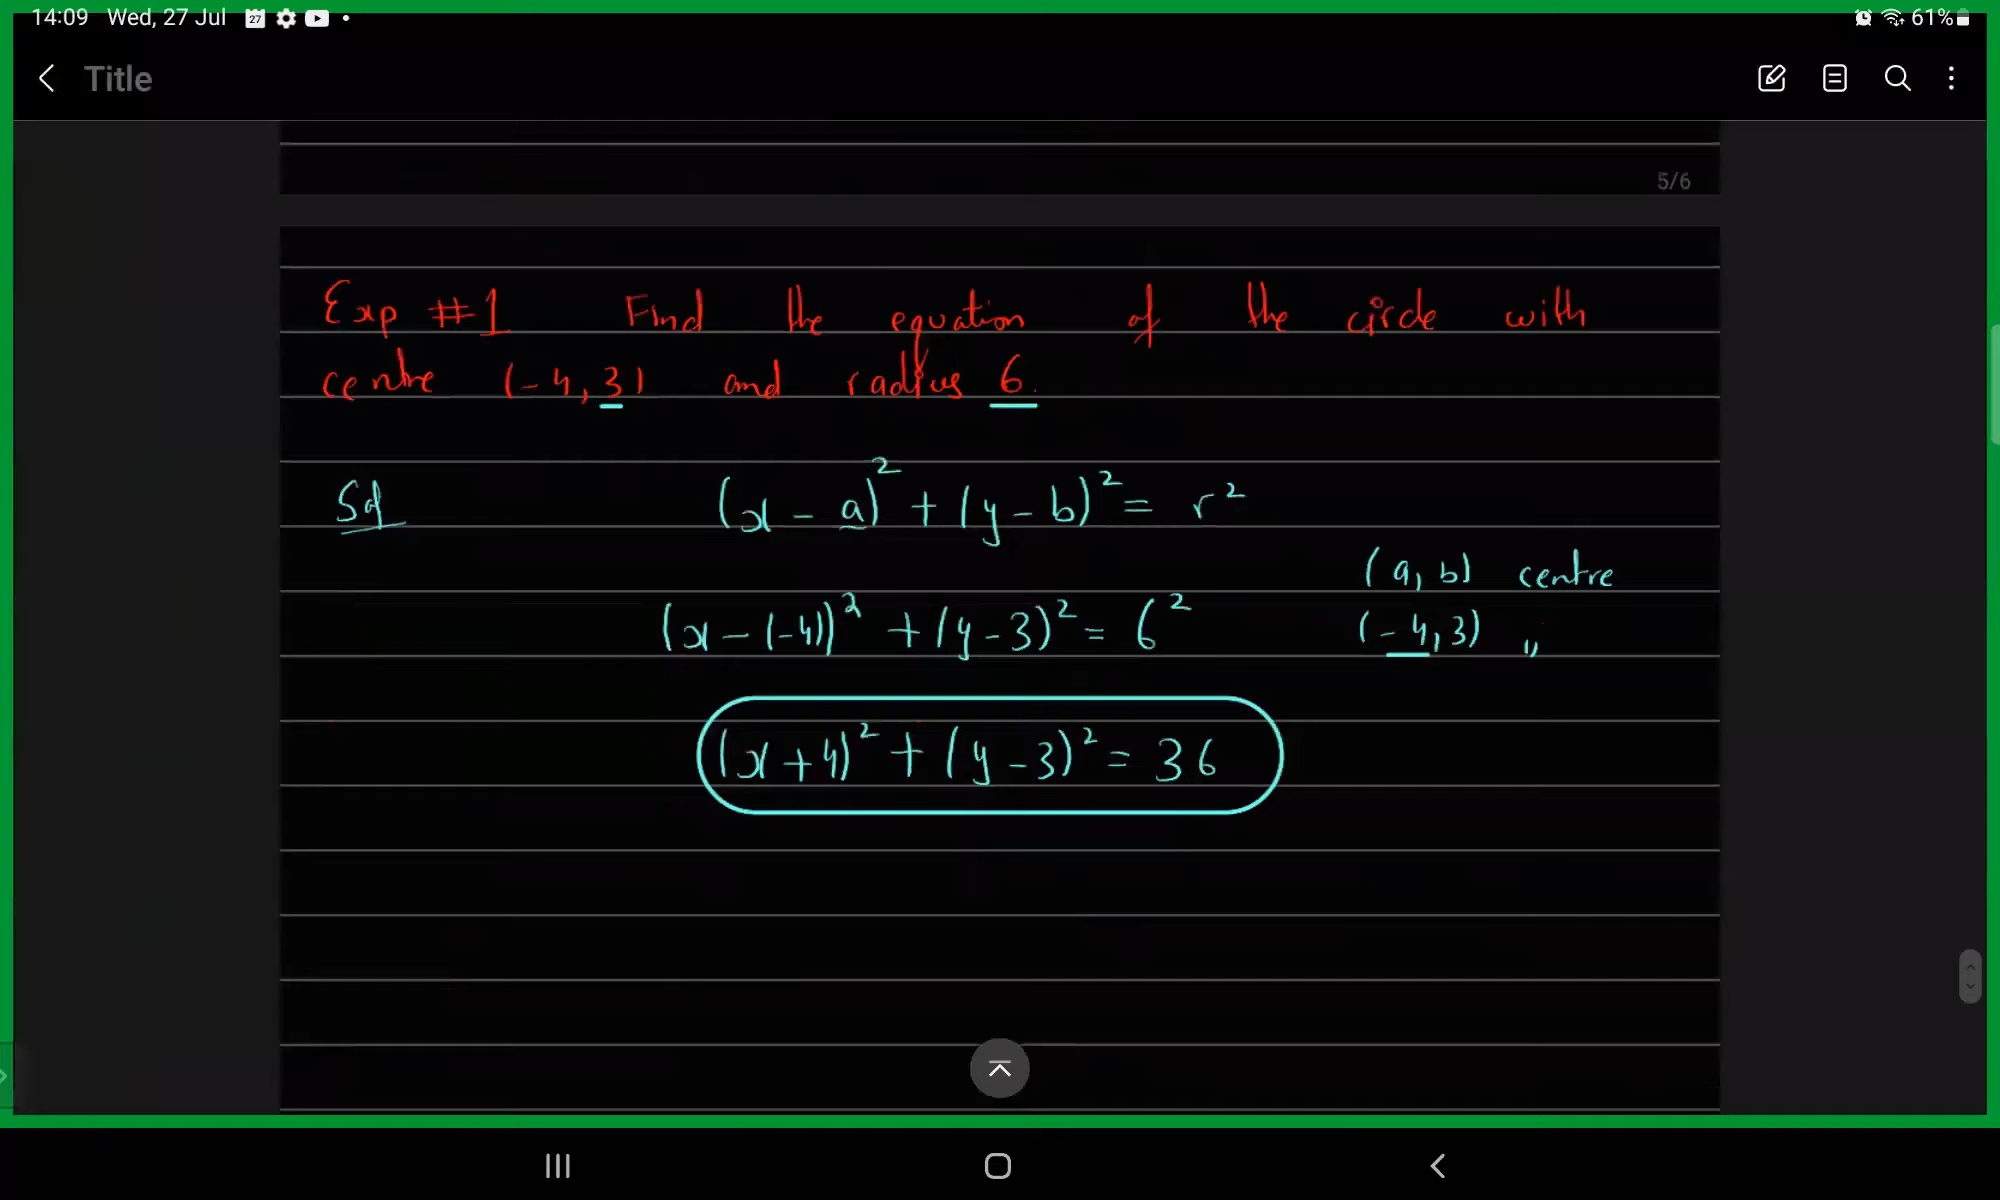 14:09 Wed, 27 Jul 27 61%
Title
5/6
Exp #1 Find the equation of the circle with
centre (-4,3) and radius 6.
Sol (x - a)² + (y - b)² = r²
(a, b) centre
(x - (-4))² + (y - 3)² = 6² (-4,3) ,,
(x + 4)² + (y - 3)² = 36